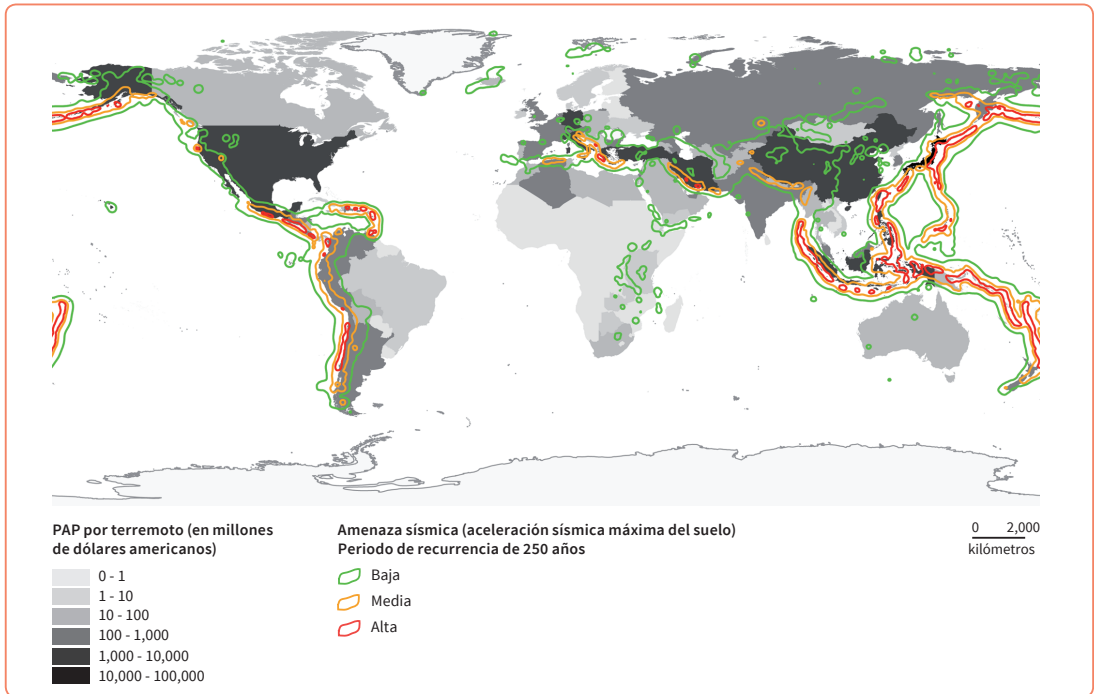 PAP por terremoto (en millones
de dólares americanos)
0 - 1
1 - 10
10 - 100
100 - 1,000
1,000 - 10,000
10,000 - 100,000
Amenaza sísmica (aceleración sísmica máxima del suelo)
Periodo de recurrencia de 250 años
Baja
Media
Alta
0 2,000
kilómetros